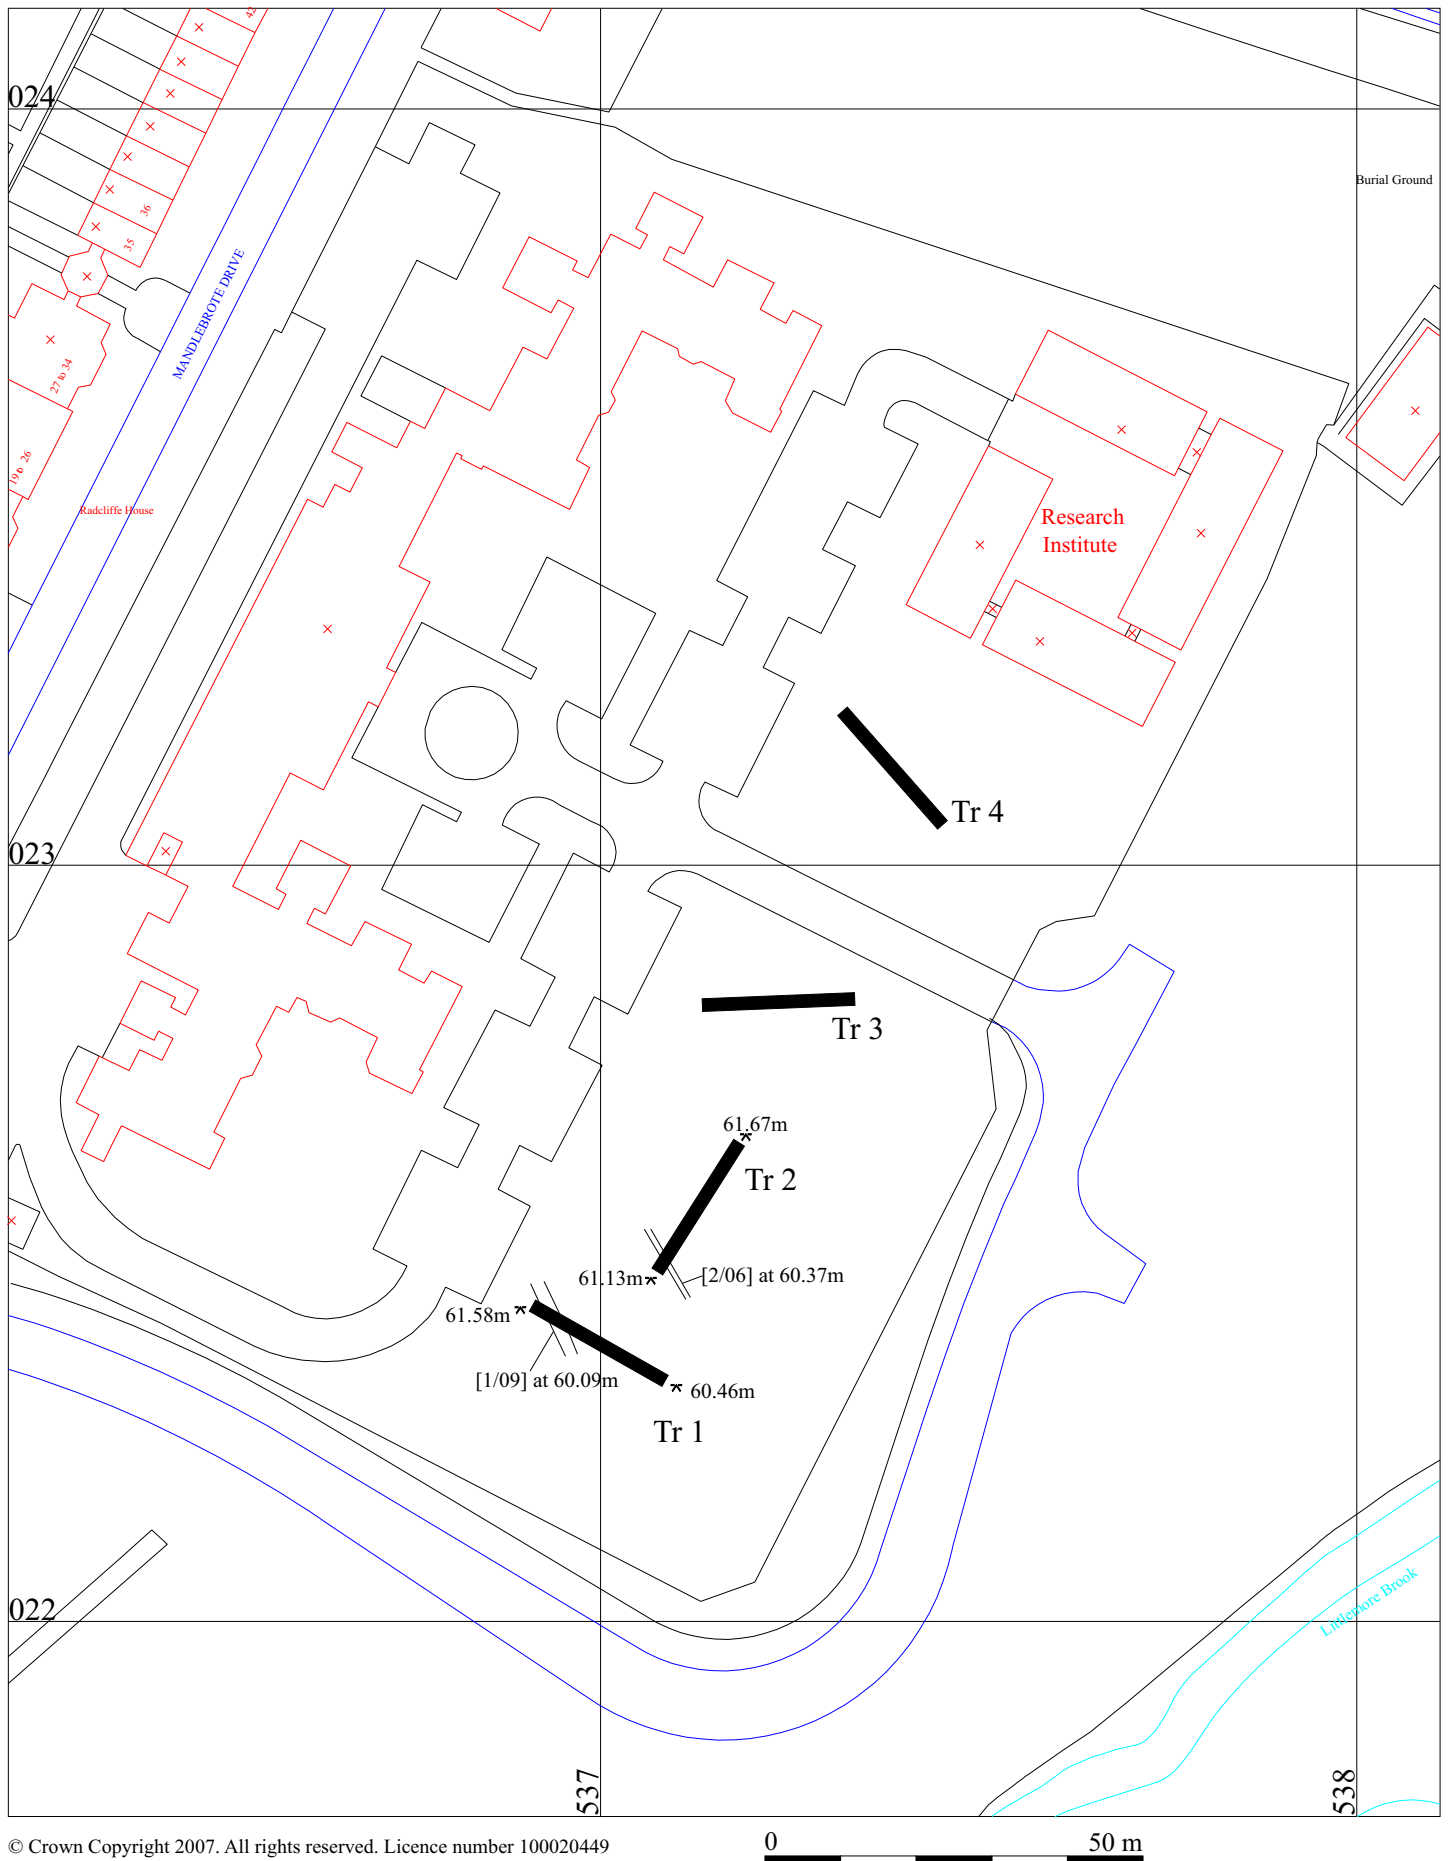 42
024
Burial Ground
36
35
MANDLEBROTE DRIVE
27 to 34
19 to 26
Radcliffe House
Research
Institute
Tr 4
023
Tr 3
61.67m
Tr 2
61.13m
[2/06] at 60.37m
61.58m
[1/09] at 60.09m
60.46m
Tr 1
022
Littlemore Brook
537
538
© Crown Copyright 2007. All rights reserved. Licence number 100020449
0
50 m